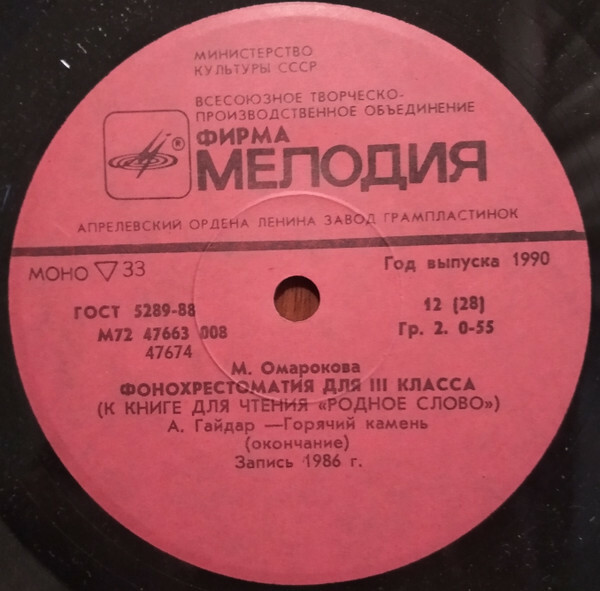 МИНИСТЕРСТВО
КУЛЬТУРЫ СССР
ВСЕСОЮЗНОЕ ТВОРЧЕСКО-
ПРОИЗВОДСТВЕННОЕ ОБЪЕДИНЕНИЕ
ФИРМА
® МЕЛОДИЯ
АПРЕЛЕВСКИЙ ОРДЕНА ЛЕНИНА ЗАВОД ГРАМПЛАСТИНОК
МОНО ▽ 33
Год выпуска 1990
ГОСТ 5289-88
12 (28)
М72 47663 008
Гр. 2. 0-55
47674
М. Омарокова
ФОНОХРЕСТОМАТИЯ ДЛЯ III КЛАССА
(К КНИГЕ ДЛЯ ЧТЕНИЯ «РОДНОЕ СЛОВО»)
А. Гайдар —Горячий камень
(окончание)
Запись 1986 г.